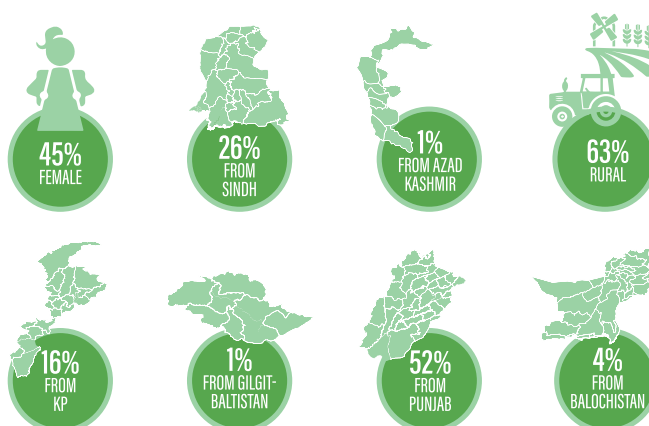 45%
FEMALE
26%
FROM
SINDH
1%
FROM AZAD
KASHMIR
63%
RURAL
16%
FROM
KP
1%
FROM GILGIT-
BALTISTAN
52%
FROM
PUNJAB
4%
FROM
BALOCHISTAN